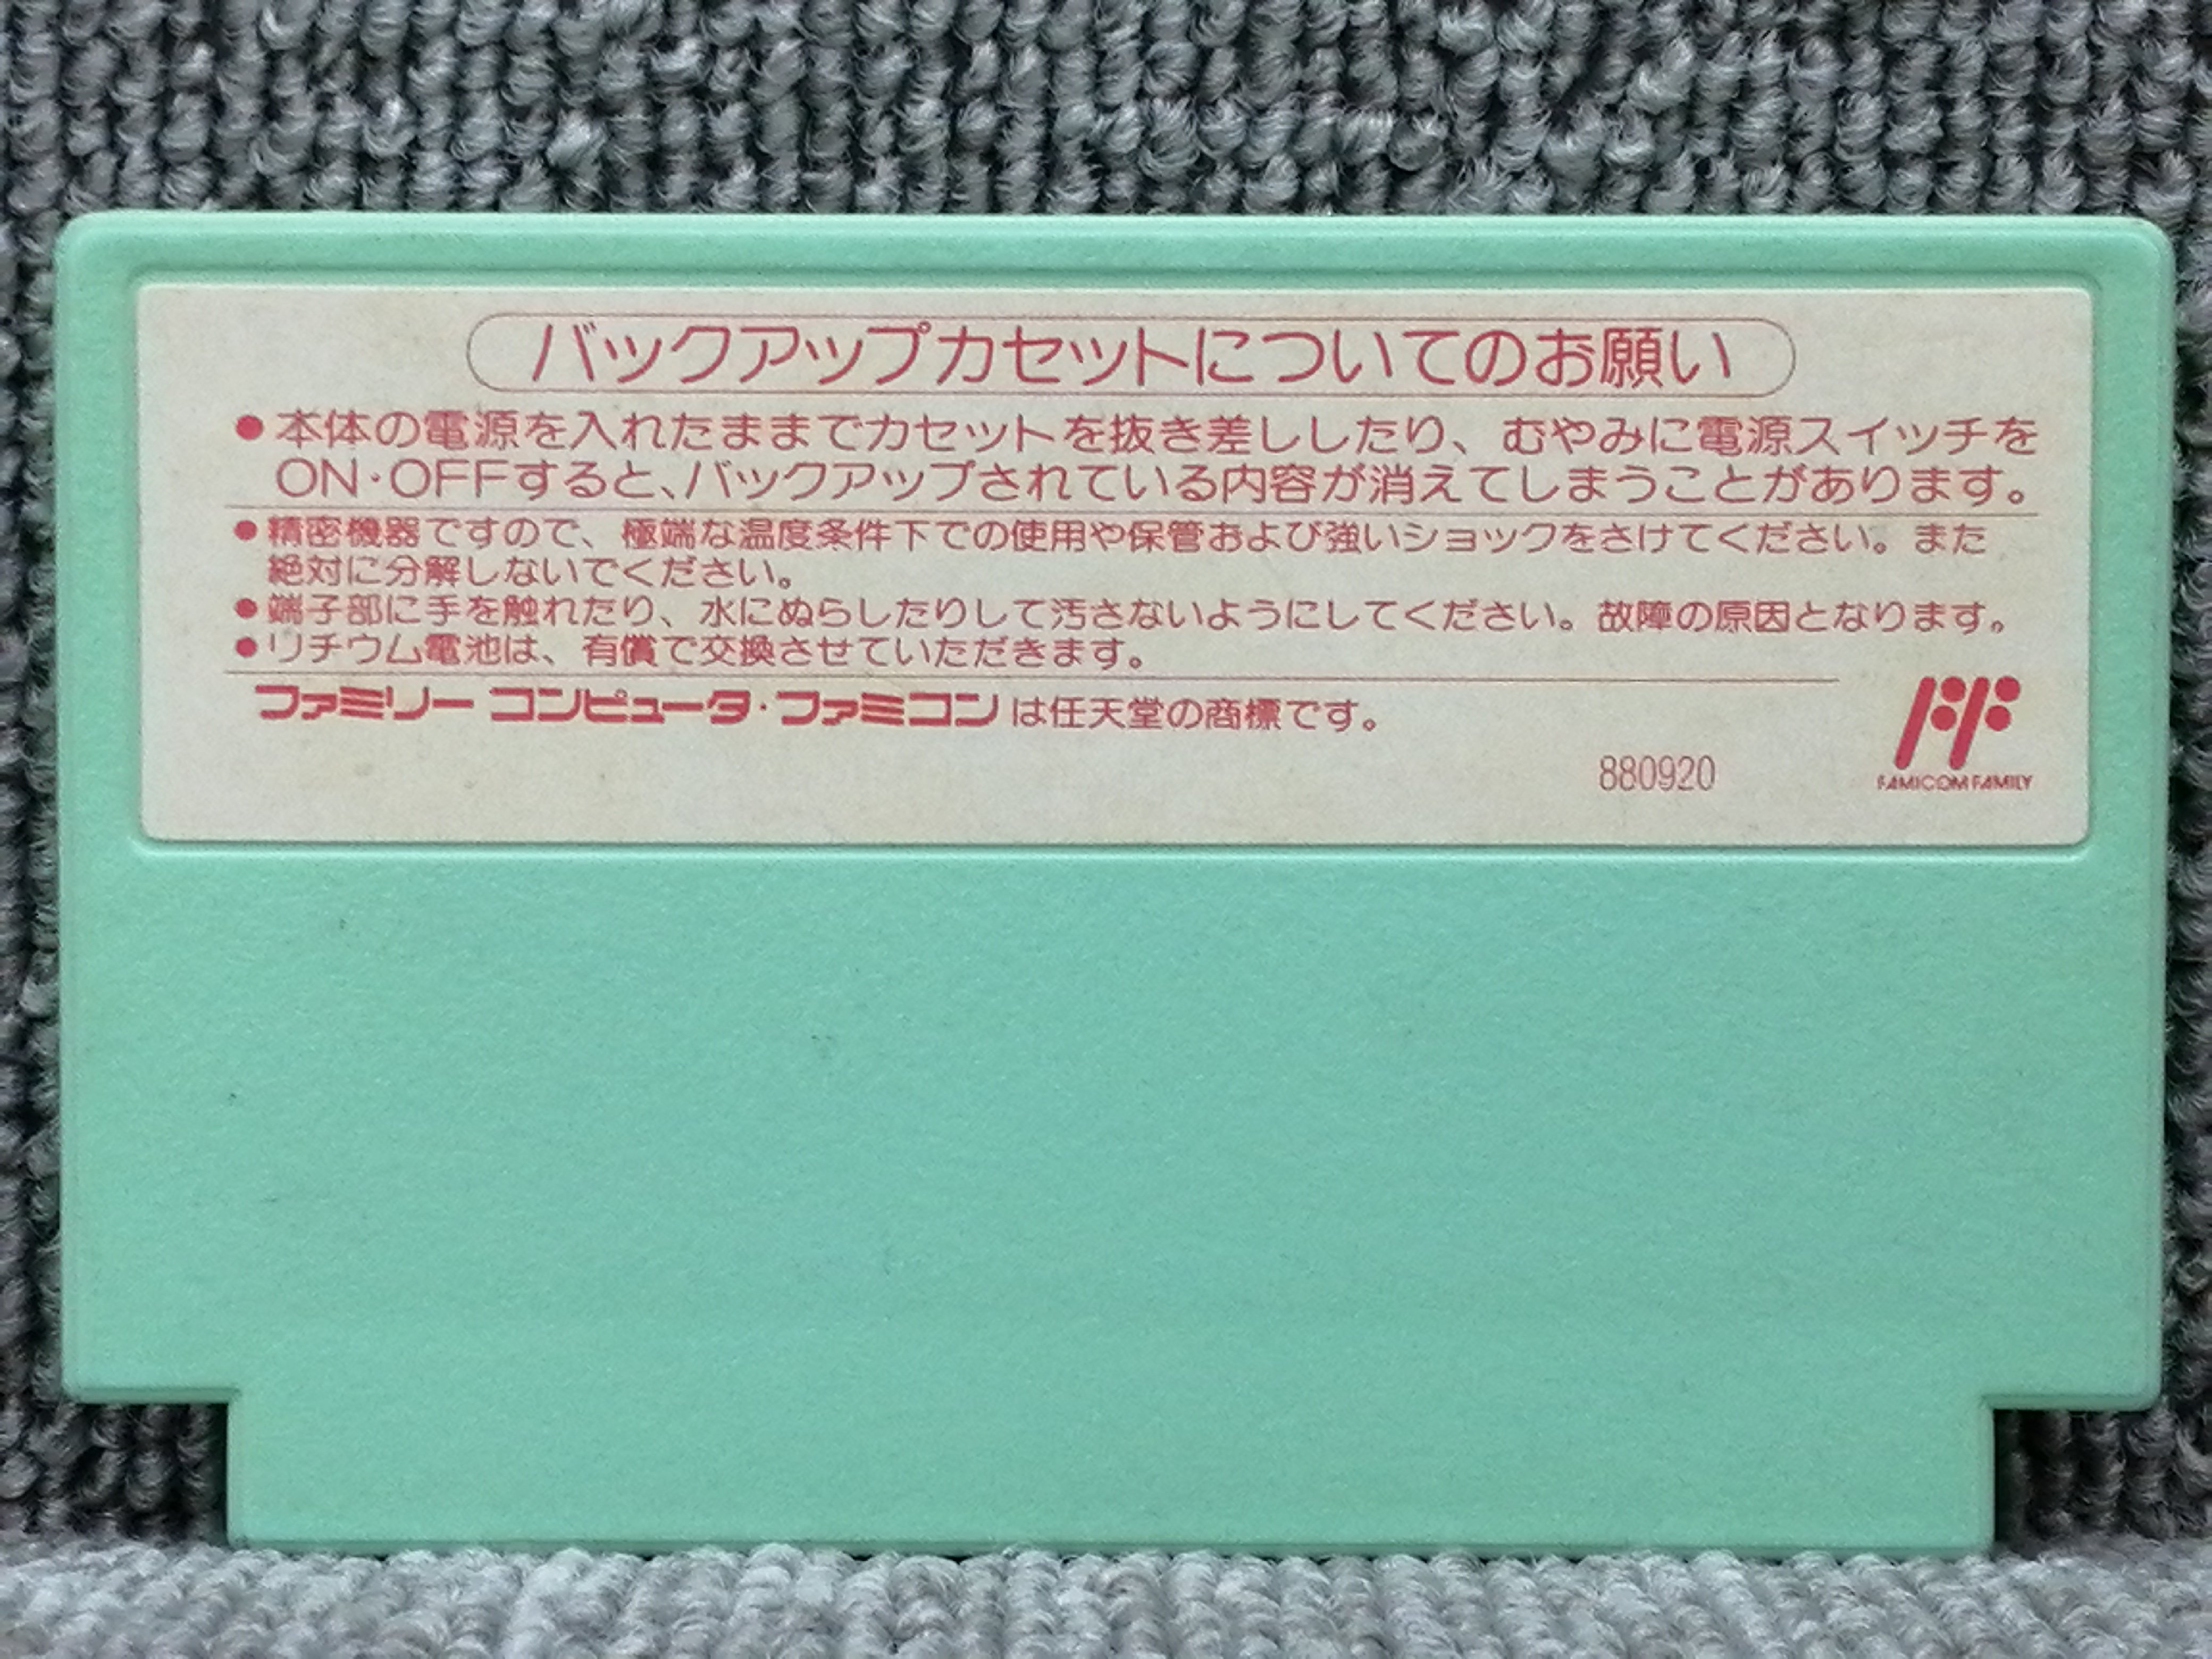 バックアップカセットについてのお願い
●本体の電源を入れたままでカセットを抜き差ししたり、むやみに電源スイッチを
ON・OFFすると、バックアップされている内容が消えてしまうことがあります。
●精密機器ですので、極端な温度条件下での使用や保管および強いショックをさけてください。また
絶対に分解しないでください。
●端子部に手を触れたり、水にぬらしたりして汚さないようにしてください。故障の原因となります。
●リチウム電池は、有償で交換させていただきます。
ファミリーコンピュータ・ファミコンは任天堂の商標です。
880920
FAMICOM FAMILY